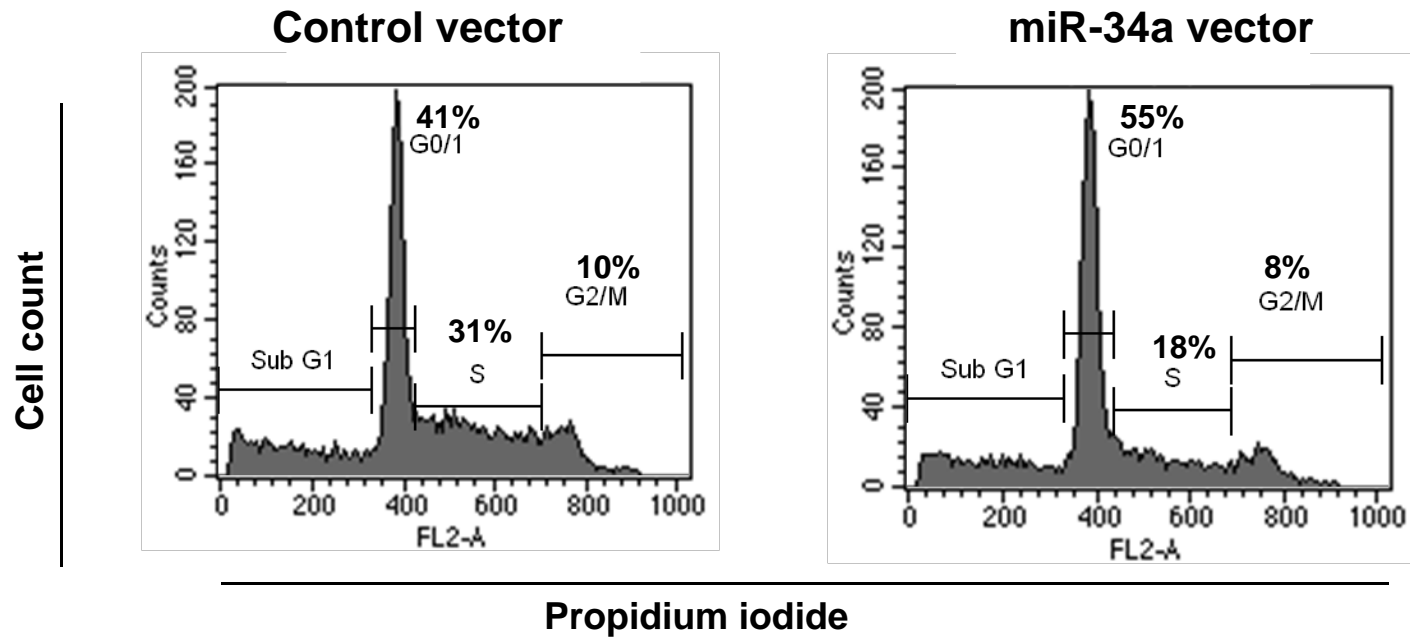 Control vector
miR-34a vector
Cell count
Counts
200
160
120
80
40
0
41%
G0/1
10%
G2/M
31%
S
Sub G1
0 200 400 600 800 1000
FL2-A
Counts
200
160
120
80
40
0
55%
G0/1
8%
G2/M
18%
S
Sub G1
0 200 400 600 800 1000
FL2-A
Propidium iodide